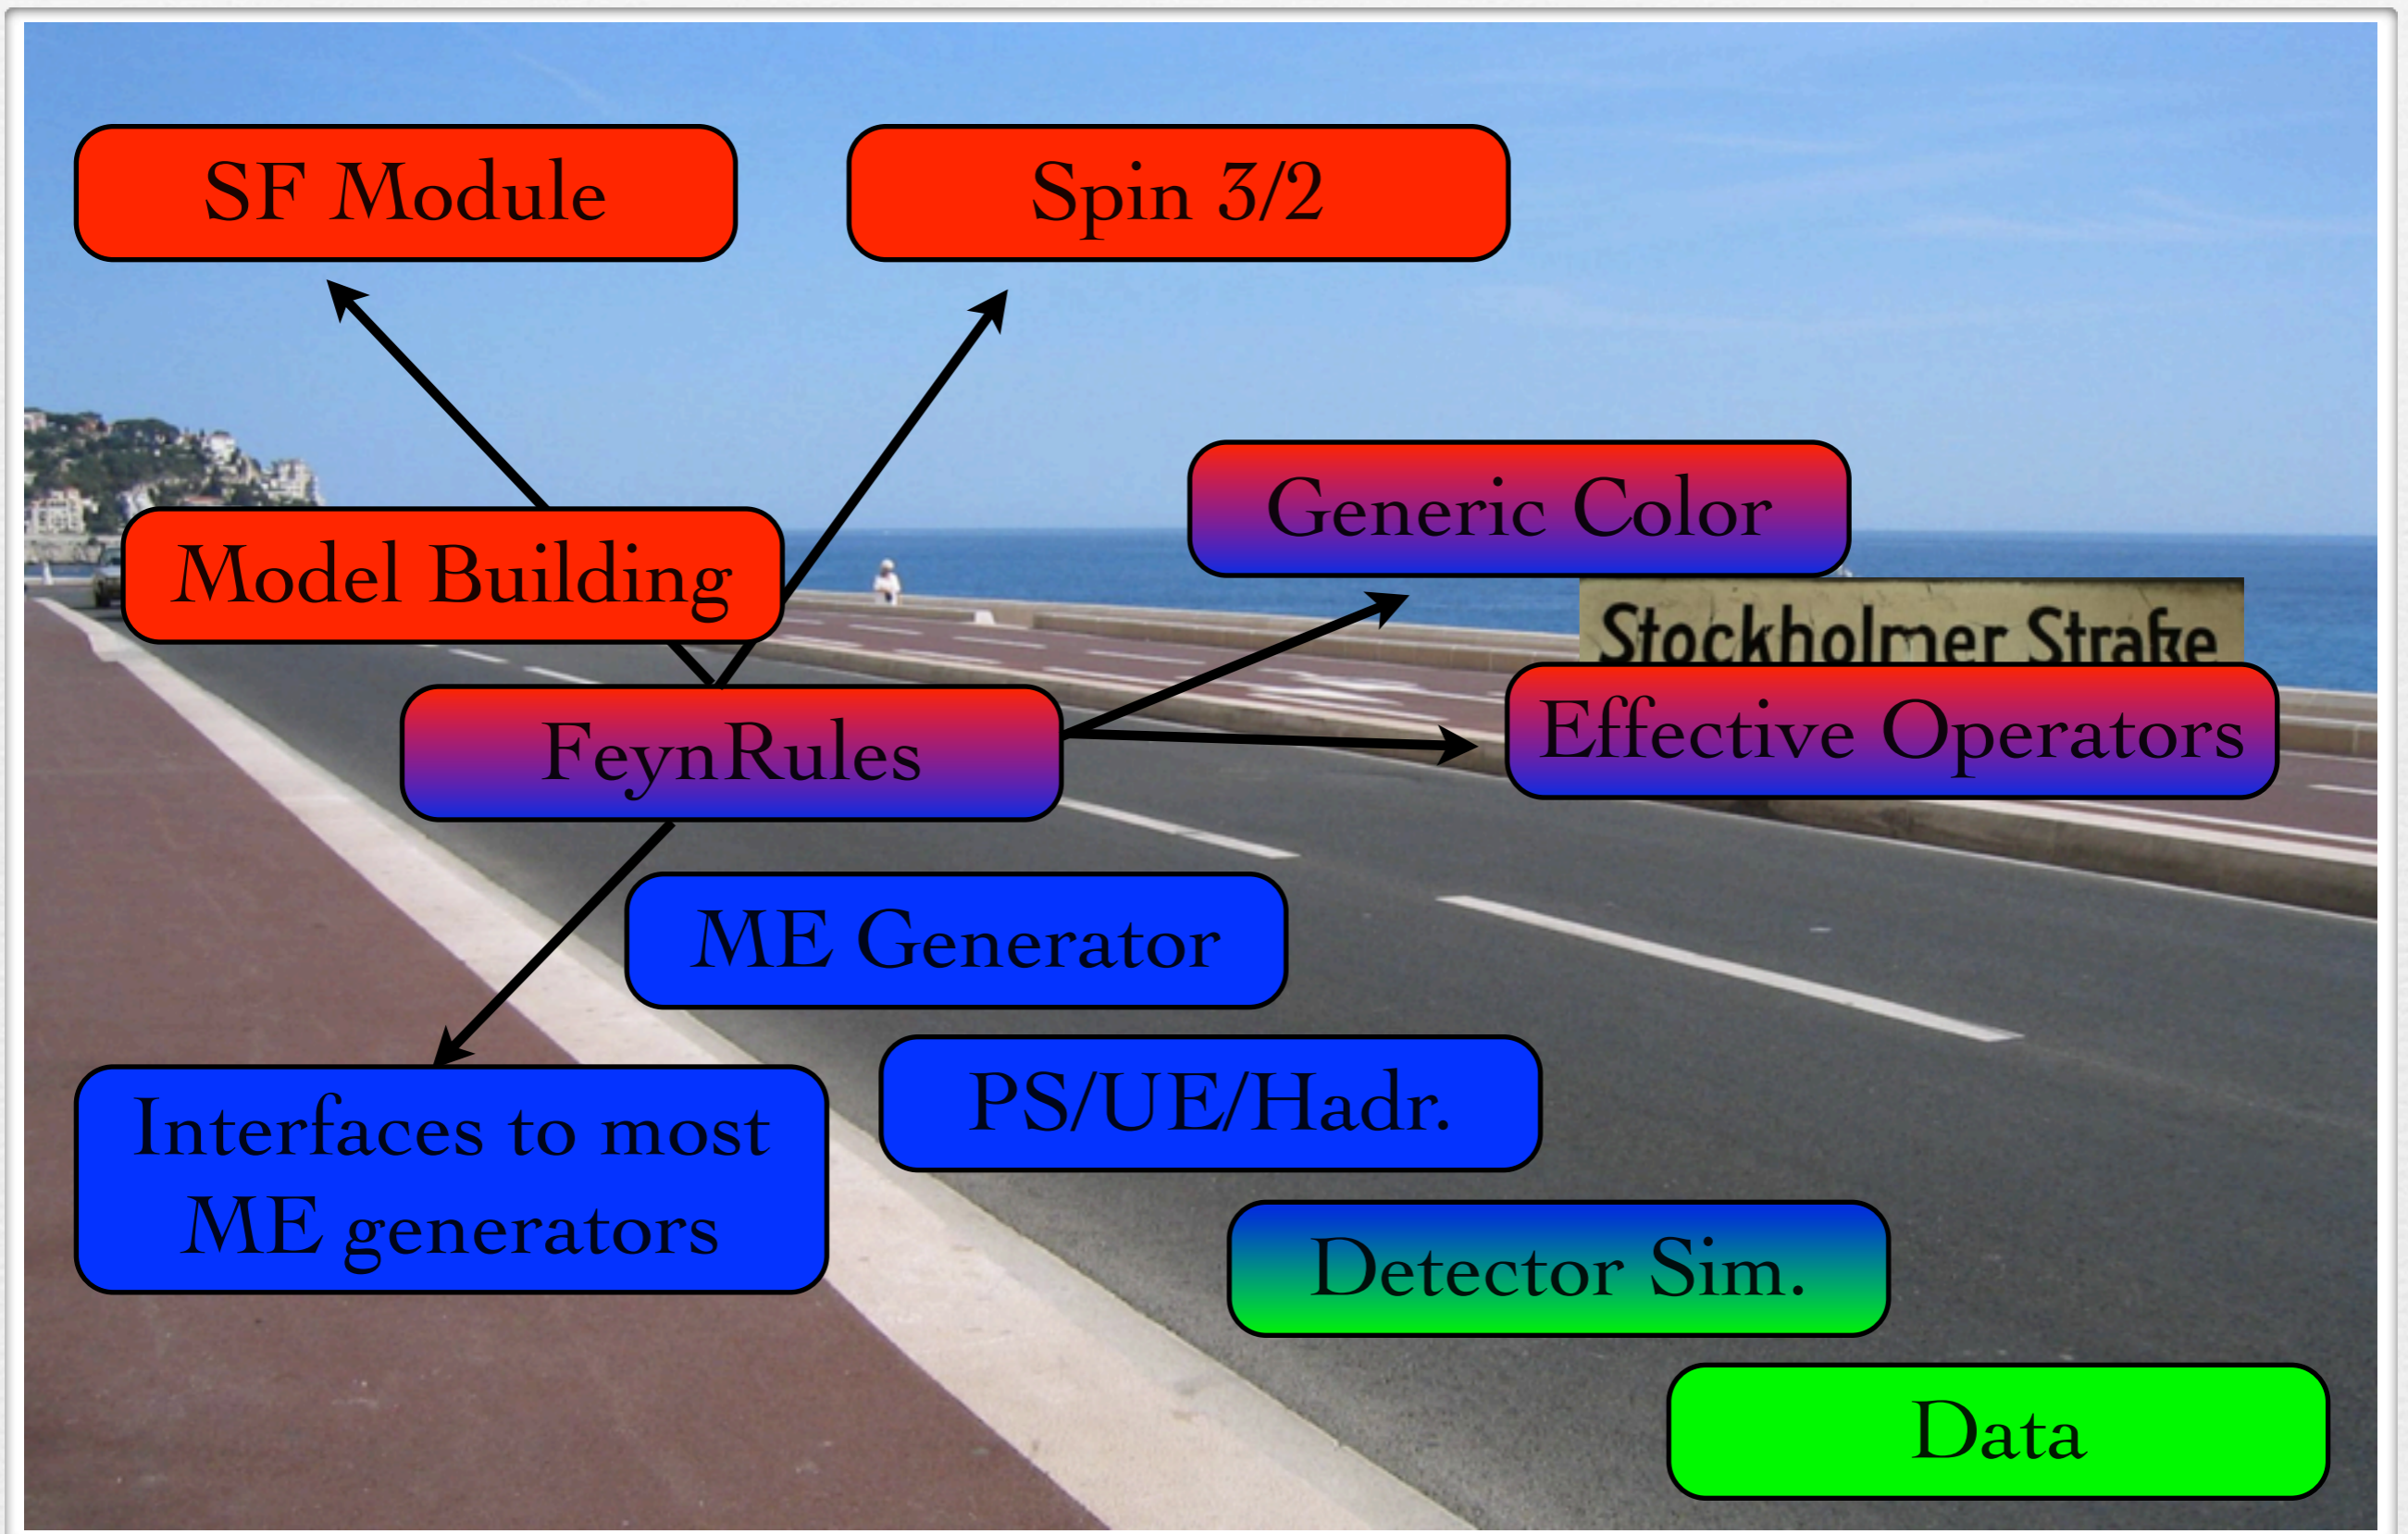 SF Module
Spin 3/2
Generic Color
Model Building
Stockholmer Straße
Effective Operators
FeynRules
ME Generator
PS/UE/Hadr.
Interfaces to most
ME generators
Detector Sim.
Data